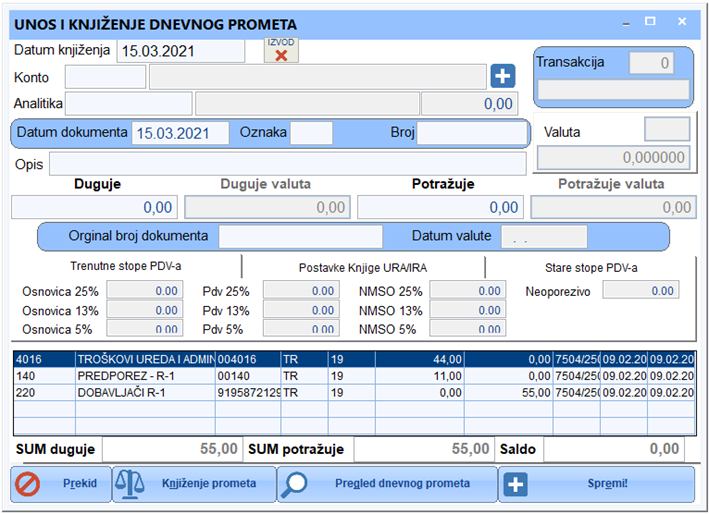 UNOS I KNJIŽENJE DNEVNOG PROMETA
Datum knjiženja 15.03.2021 IZVOD
Transakcija 0
Konto
Analitika 0,00
Datum dokumenta 15.03.2021 Oznaka Broj
Valuta
0,000000
Opis
Duguje Duguje valuta Potražuje Potražuje valuta
0,00 0,00 0,00 0,00
Orginal broj dokumenta Datum valute . .
Trenutne stope PDV-a Postavke Knjige URA/IRA Stare stope PDV-a
Osnovica 25% 0.00 Pdv 25% 0.00 NMSO 25% 0.00 Neoporezivo 0.00
Osnovica 13% 0.00 Pdv 13% 0.00 NMSO 13% 0.00
Osnovica 5% 0.00 Pdv 5% 0.00 NMSO 5% 0.00
4016 TROŠKOVI UREDA I ADMIN 004016 TR 19 44,00 0,00 7504/250 09.02.20 09.02.20
140 PREDPOREZ - R-1 00140 TR 19 11,00 0,00 7504/250 09.02.20 09.02.20
220 DOBAVLJAČI R-1 9195872129 TR 19 0,00 55,00 7504/250 09.02.20 09.02.20
SUM duguje 55,00 SUM potražuje 55,00 Saldo 0,00
Prekid Knjiženje prometa Pregled dnevnog prometa Spremi!